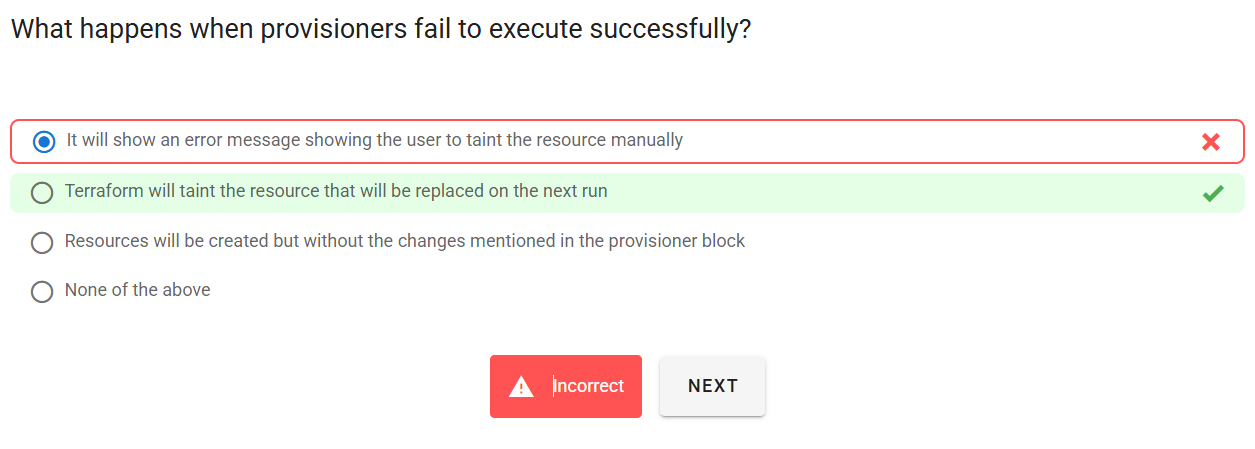 What happens when provisioners fail to execute successfully?
It will show an error message showing the user to taint the resource manually
Terraform will taint the resource that will be replaced on the next run
Resources will be created but without the changes mentioned in the provisioner block
None of the above
Incorrect
NEXT